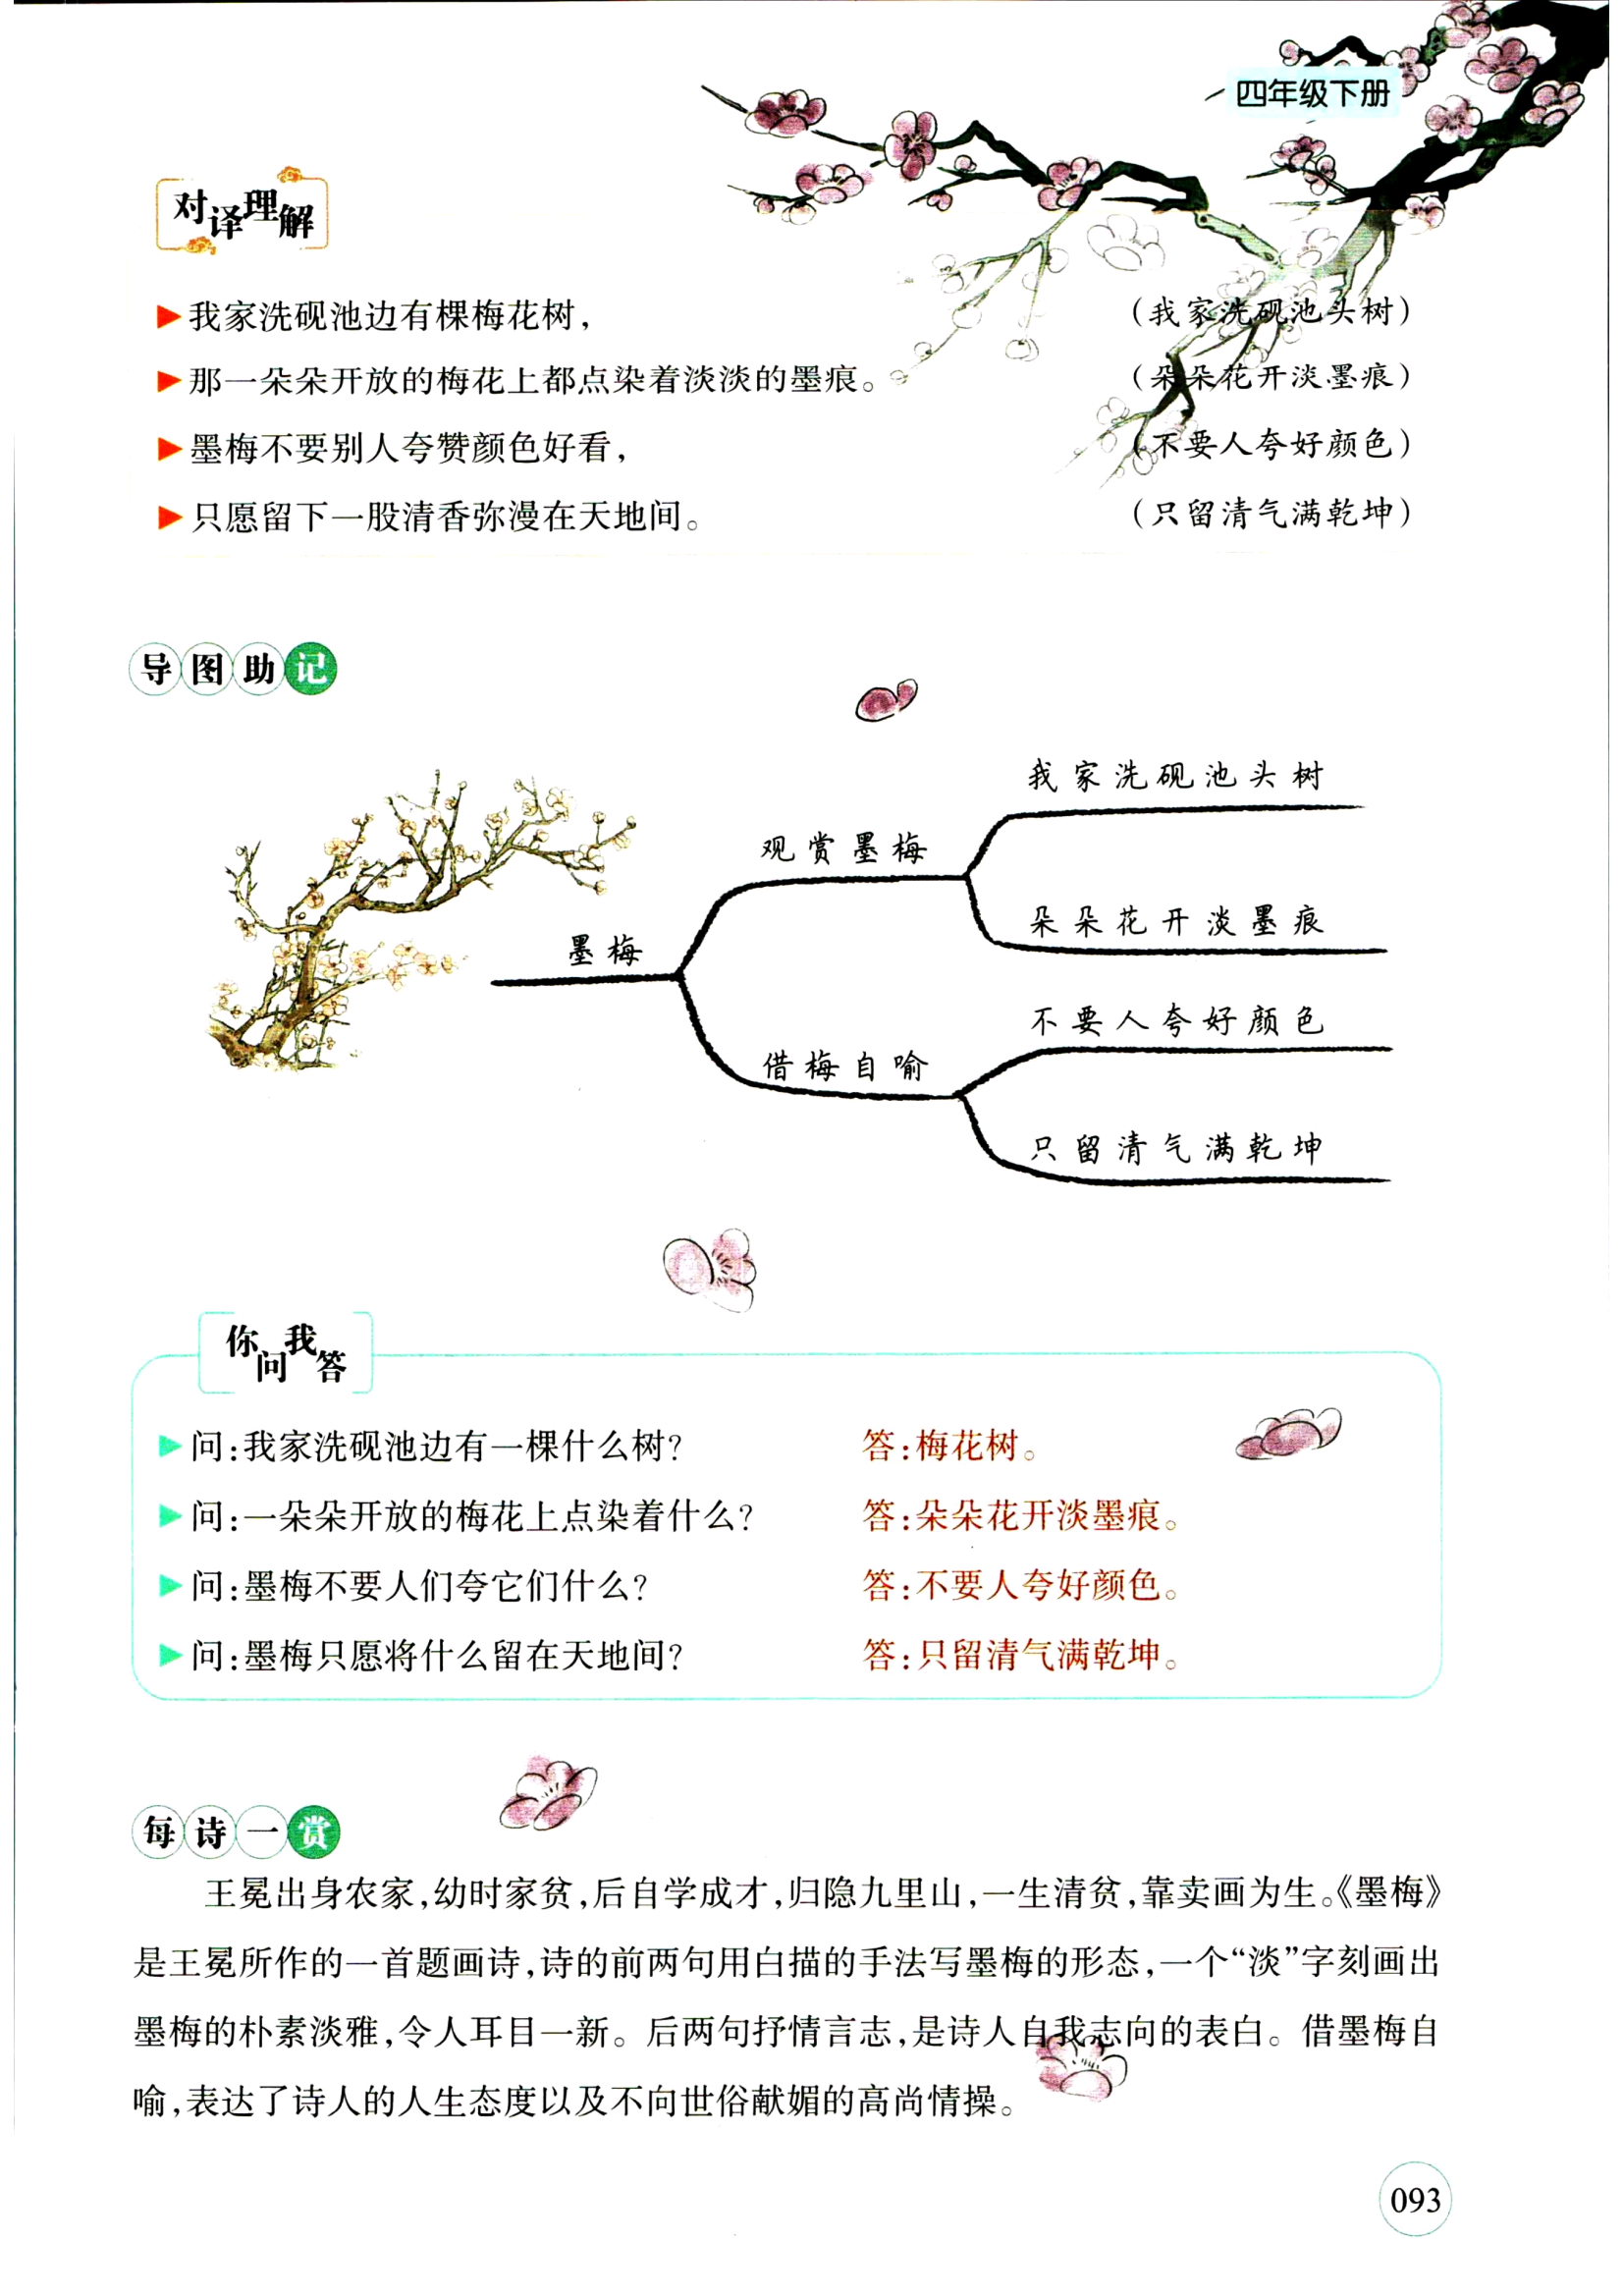 四年级下册
对译理解
我家洗砚池边有棵梅花树，（我家洗砚池头树）
那一朵朵开放的梅花上都点染着淡淡的墨痕。（朵朵花开淡墨痕）
墨梅不要别人夸赞颜色好看，（不要人夸好颜色）
只愿留下一股清香弥漫在天地间。（只留清气满乾坤）
导图助记
墨梅
观赏墨梅
我家洗砚池头树
朵朵花开淡墨痕
借梅自喻
不要人夸好颜色
只留清气满乾坤
你问我答
问：我家洗砚池边有一棵什么树？ 答：梅花树。
问：一朵朵开放的梅花上点染着什么？ 答：朵朵花开淡墨痕。
问：墨梅不要人们夸它们什么？ 答：不要人夸好颜色。
问：墨梅只愿将什么留在天地间？ 答：只留清气满乾坤。
每诗一赏
王冕出身农家，幼时家贫，后自学成才，归隐九里山，一生清贫，靠卖画为生。《墨梅》
是王冕所作的一首题画诗，诗的前两句用白描的手法写墨梅的形态，一个“淡”字刻画出
墨梅的朴素淡雅，令人耳目一新。后两句抒情言志，是诗人自我志向的表白。借墨梅自
喻，表达了诗人的人生态度以及不向世俗献媚的高尚情操。
093